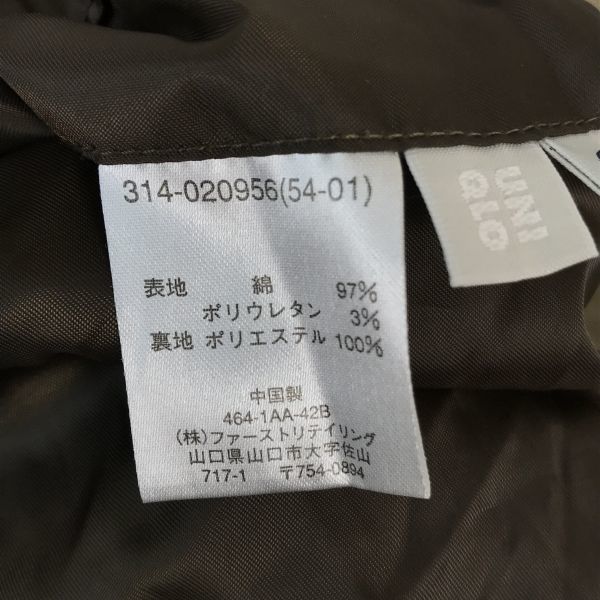 314-020956(54-01)
表地 綿 97%
ポリウレタン 3%
裏地 ポリエステル 100%
中国製
464-1AA-42B
(株)ファーストリテイリング
山口県山口市大字佐山
717-1 〒754-0894
UNI
QLO